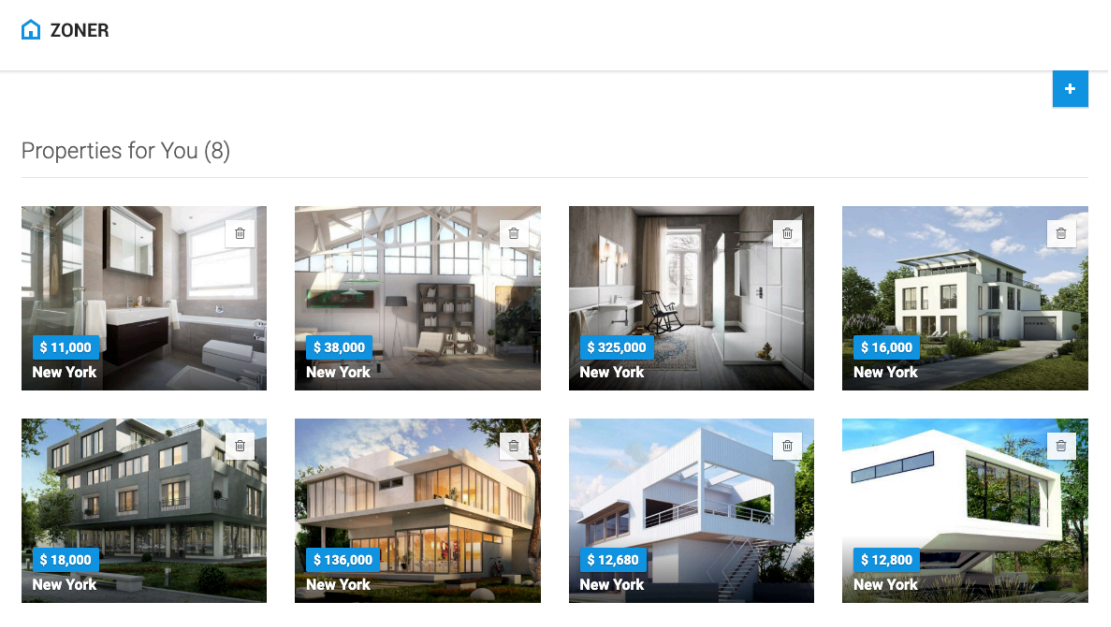 ZONER
+
Properties for You (8)
$ 11,000
New York
$ 38,000
New York
$ 325,000
New York
$ 16,000
New York
$ 18,000
New York
$ 136,000
New York
$ 12,680
New York
$ 12,800
New York